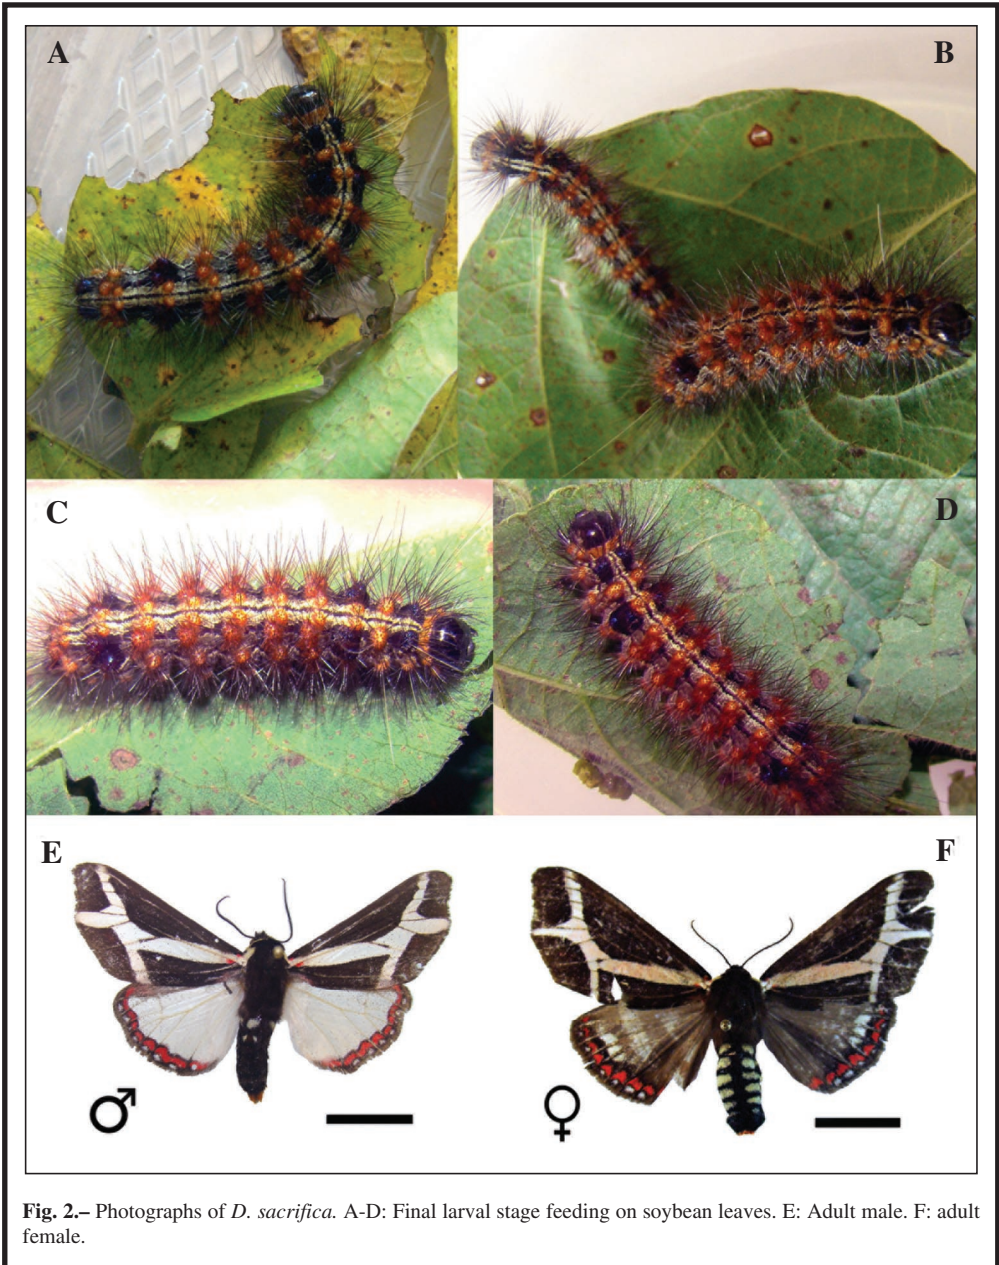 A
B
C
D
E
F
♂
♀
Fig. 2.– Photographs of D. sacrifica. A-D: Final larval stage feeding on soybean leaves. E: Adult male. F: adult
female.